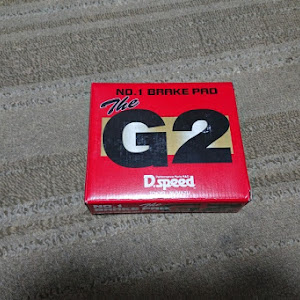 NO.1 BRAKE PAD
The
G2
D.speed